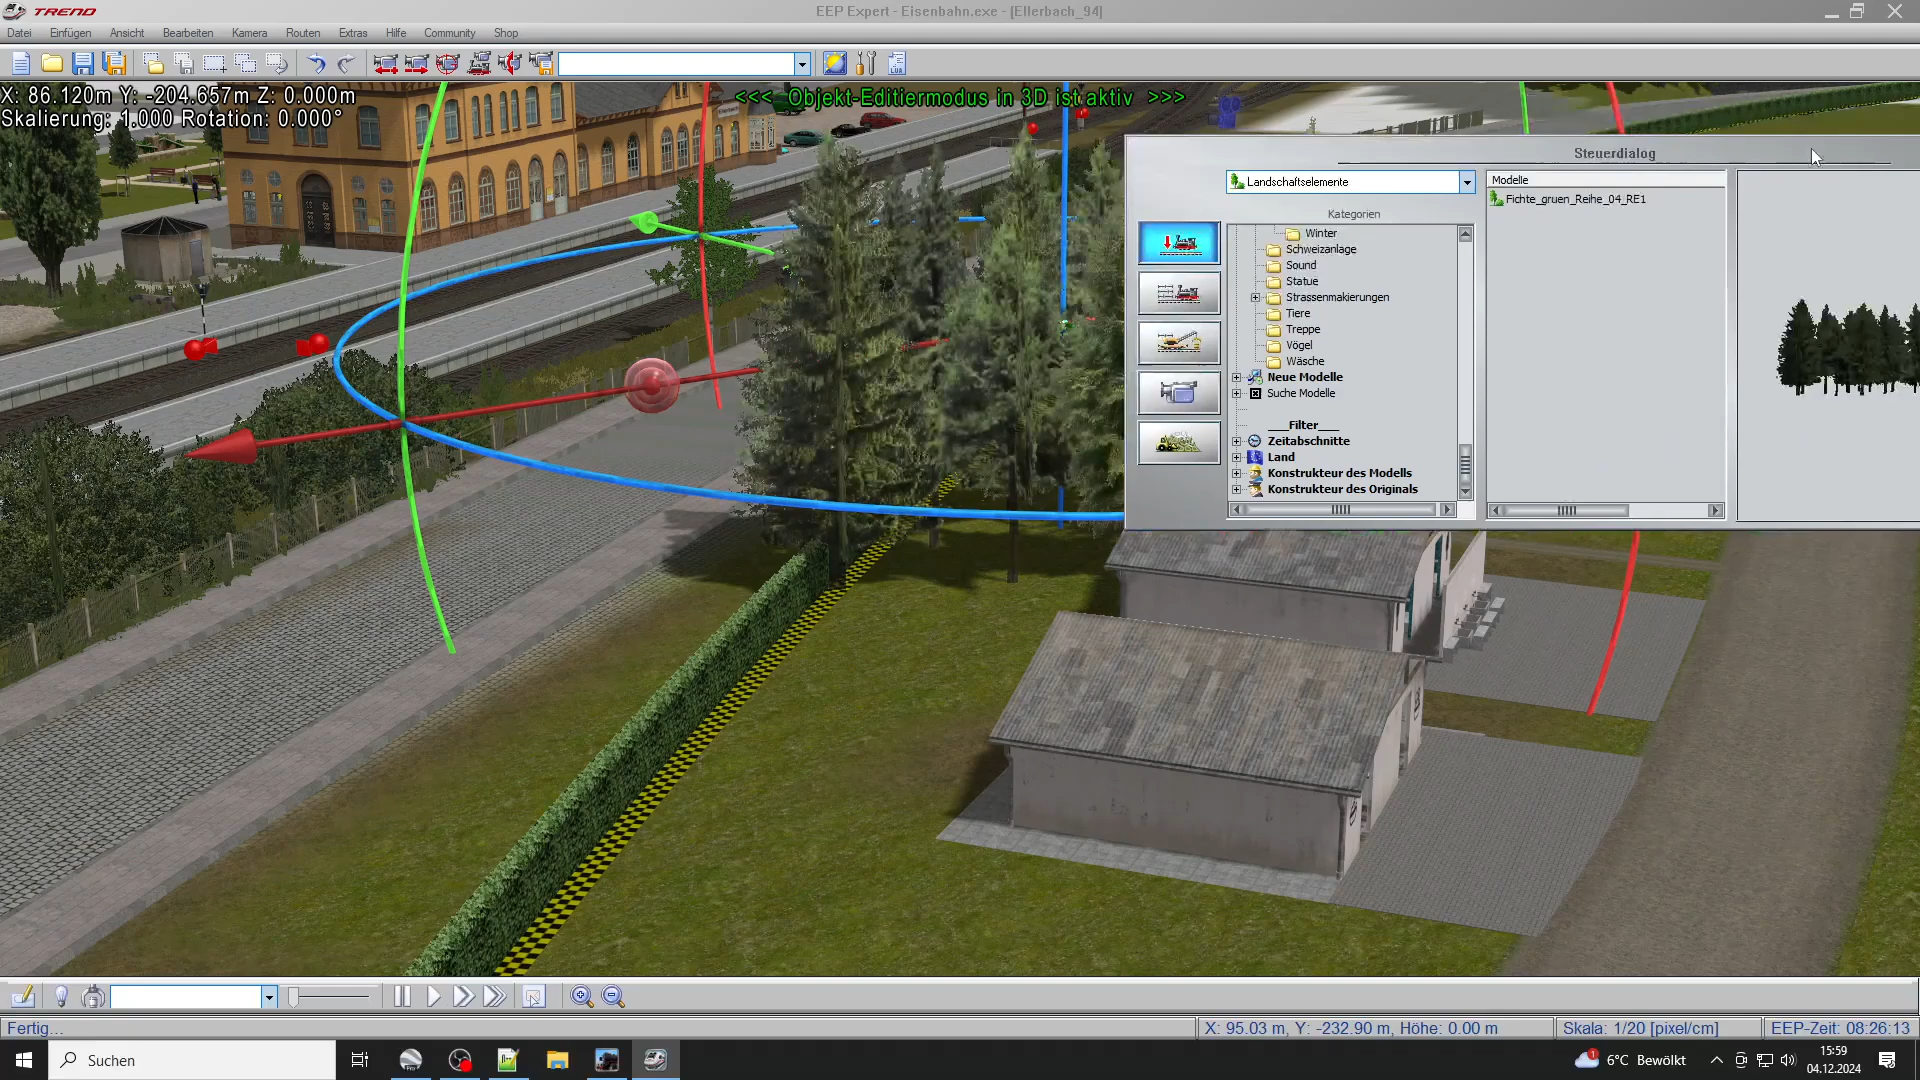 TREND
EEP Expert - Eisenbahn.exe - [Ellerbach_94]
Datei Einfügen Ansicht Bearbeiten Kamera Routen Extras Hilfe Community Shop
LUA
X: 86.120m Y: -204.657m Z: 0.000m
Skalierung: 1.000 Rotation: 0.000°
<<< Objekt-Editiermodus in 3D ist aktiv >>>
Steuerdialog
Landschaftselemente
Modelle
Fichte_gruen_Reihe_04_RE1
Kategorien
Winter
Schweizanlage
Sound
Statue
Strassenmakierungen
Tiere
Treppe
Vögel
Wäsche
Neue Modelle
Suche Modelle
___Filter___
Zeitabschnitte
Land
Konstrukteur des Modells
Konstrukteur des Originals
Fertig...
X: 95.03 m, Y: -232.90 m, Höhe: 0.00 m
Skala: 1/20 [pixel/cm]
EEP-Zeit: 08:26:13
Suchen
1
6°C Bewölkt
15:59
04.12.2024